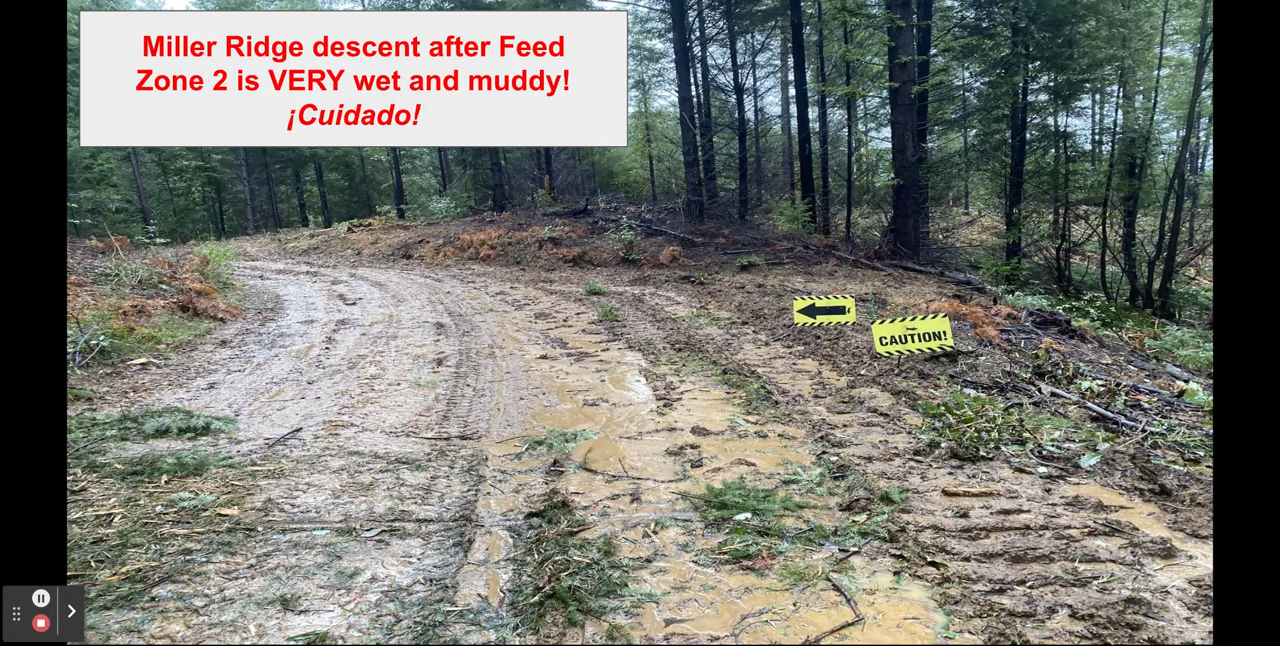 Miller Ridge descent after Feed
Zone 2 is VERY wet and muddy!
¡Cuidado!
CAUTION!